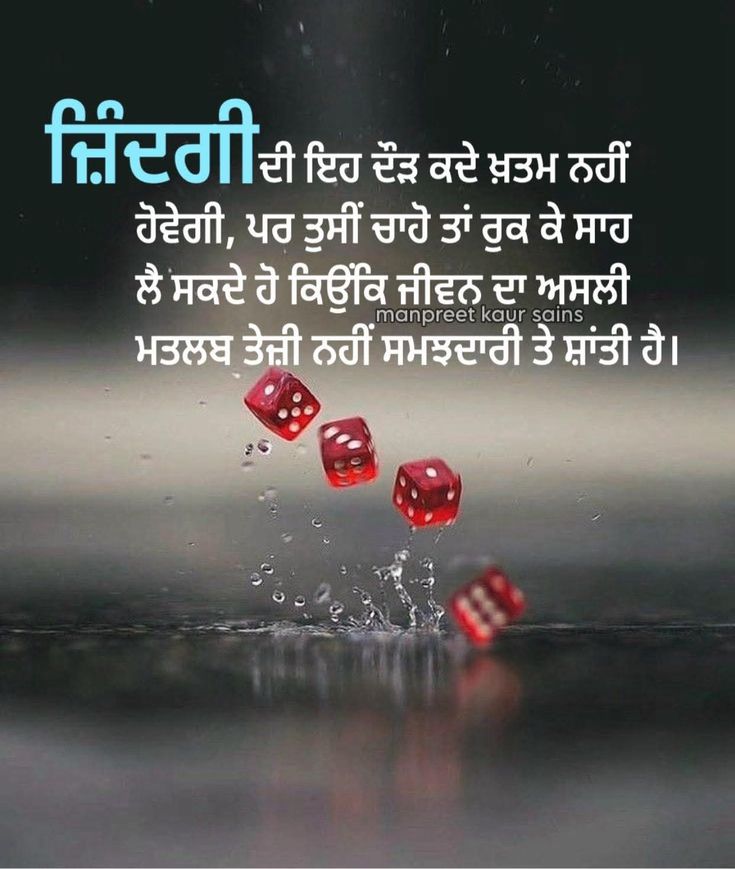 ਜ਼ਿੰਦਗੀ ਦੀ ਇਹ ਦੌੜ ਕਦੇ ਖ਼ਤਮ ਨਹੀਂ
ਹੋਵੇਗੀ, ਪਰ ਤੁਸੀਂ ਚਾਹੋ ਤਾਂ ਰੁਕ ਕੇ ਸਾਹ
ਲੈ ਸਕਦੇ ਹੋ ਕਿਉਂਕਿ ਜੀਵਨ ਦਾ ਅਸਲੀ
manpreet kaur sains
ਮਤਲਬ ਤੇਜ਼ੀ ਨਹੀਂ ਸਮਝਦਾਰੀ ਤੇ ਸ਼ਾਂਤੀ ਹੈ।